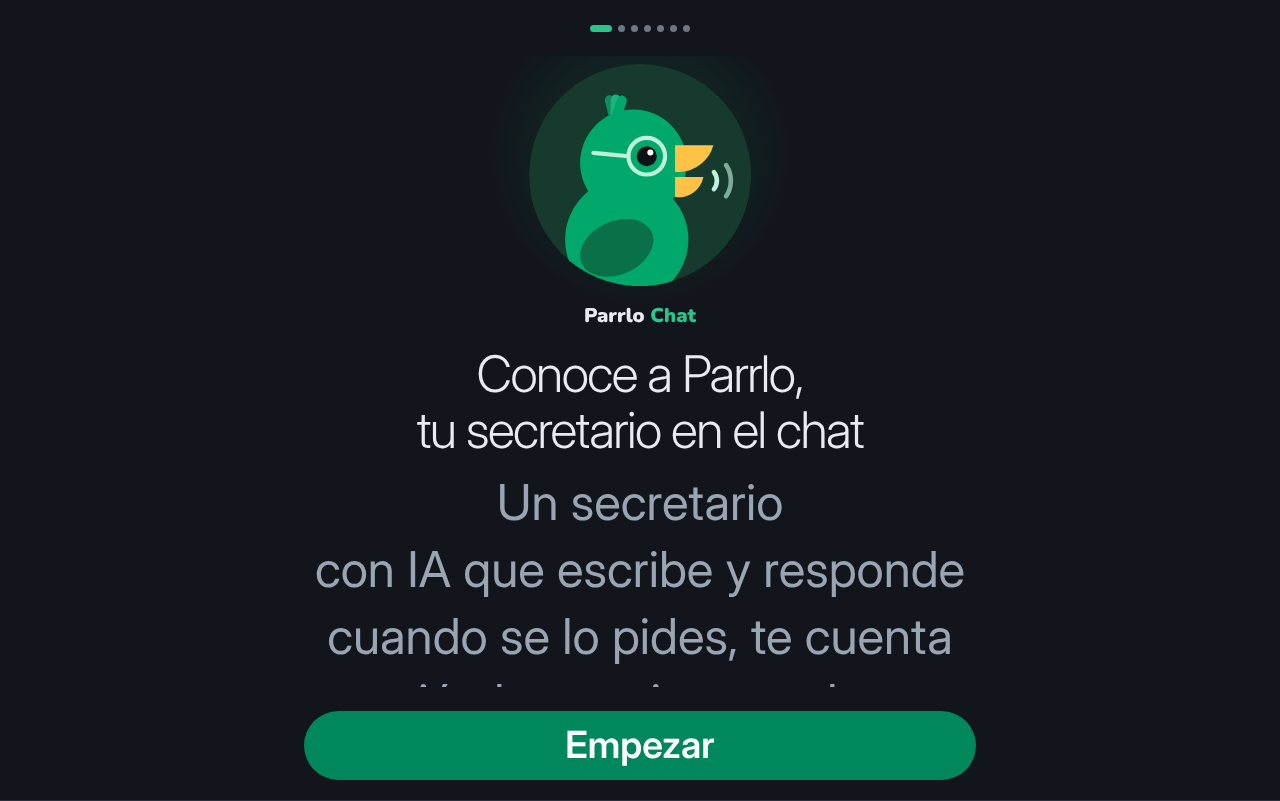 Parrlo Chat
Conoce a Parrlo,
tu secretario en el chat
Un secretario
con IA que escribe y responde
cuando se lo pides, te cuenta
Empezar